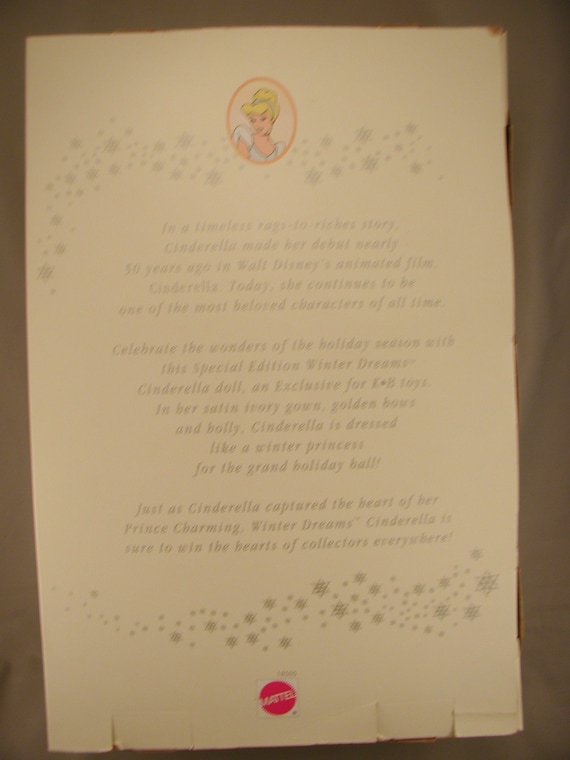 In a timeless rags-to-riches story,
Cinderella made her debut nearly
50 years ago in Walt Disney's animated film,
Cinderella. Today, she continues to be
one of the most beloved characters of all time.
Celebrate the wonders of the holiday season with
this Special Edition Winter Dreams™
Cinderella doll, an Exclusive for K•B toys.
In her satin ivory gown, golden bows
and holly, Cinderella is dressed
like a winter princess
for the grand holiday ball!
Just as Cinderella captured the heart of her
Prince Charming, Winter Dreams™ Cinderella is
sure to win the hearts of collectors everywhere!
MATTEL